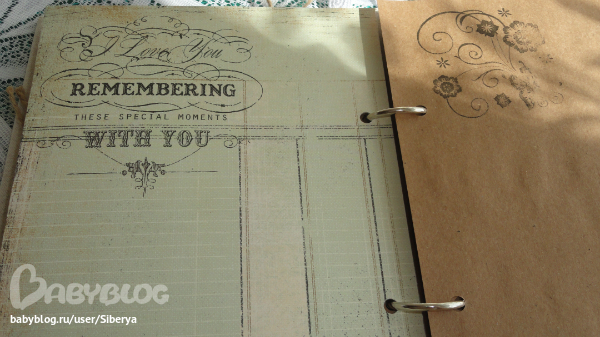 I Love You
REMEMBERING
THESE SPECIAL MOMENTS
WITH YOU
BABYBLOG
babyblog.ru/user/Siberya